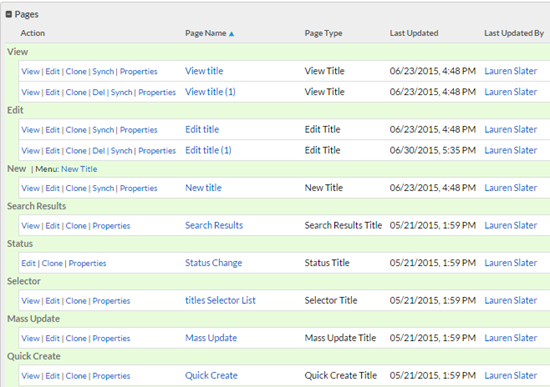 Pages
Action Page Name Page Type Last Updated Last Updated By
View
View | Edit | Clone | Synch | Properties View title View Title 06/23/2015, 4:48 PM Lauren Slater
View | Edit | Clone | Del | Synch | Properties View title (1) View Title 06/23/2015, 4:48 PM Lauren Slater
Edit
View | Edit | Clone | Synch | Properties Edit title Edit Title 06/23/2015, 4:48 PM Lauren Slater
View | Edit | Clone | Del | Synch | Properties Edit title (1) Edit Title 06/30/2015, 5:35 PM Lauren Slater
New | Menu: New Title
View | Edit | Clone | Synch | Properties New title New Title 06/23/2015, 4:48 PM Lauren Slater
Search Results
View | Edit | Clone | Properties Search Results Search Results Title 05/21/2015, 1:59 PM Lauren Slater
Status
Edit | Clone | Properties Status Change Status Title 05/21/2015, 1:59 PM Lauren Slater
Selector
View | Edit | Clone | Properties titles Selector List Selector Title 05/21/2015, 1:59 PM Lauren Slater
Mass Update
View | Edit | Clone | Properties Mass Update Mass Update Title 05/21/2015, 1:59 PM Lauren Slater
Quick Create
View | Edit | Clone | Properties Quick Create Quick Create Title 05/21/2015, 1:59 PM Lauren Slater